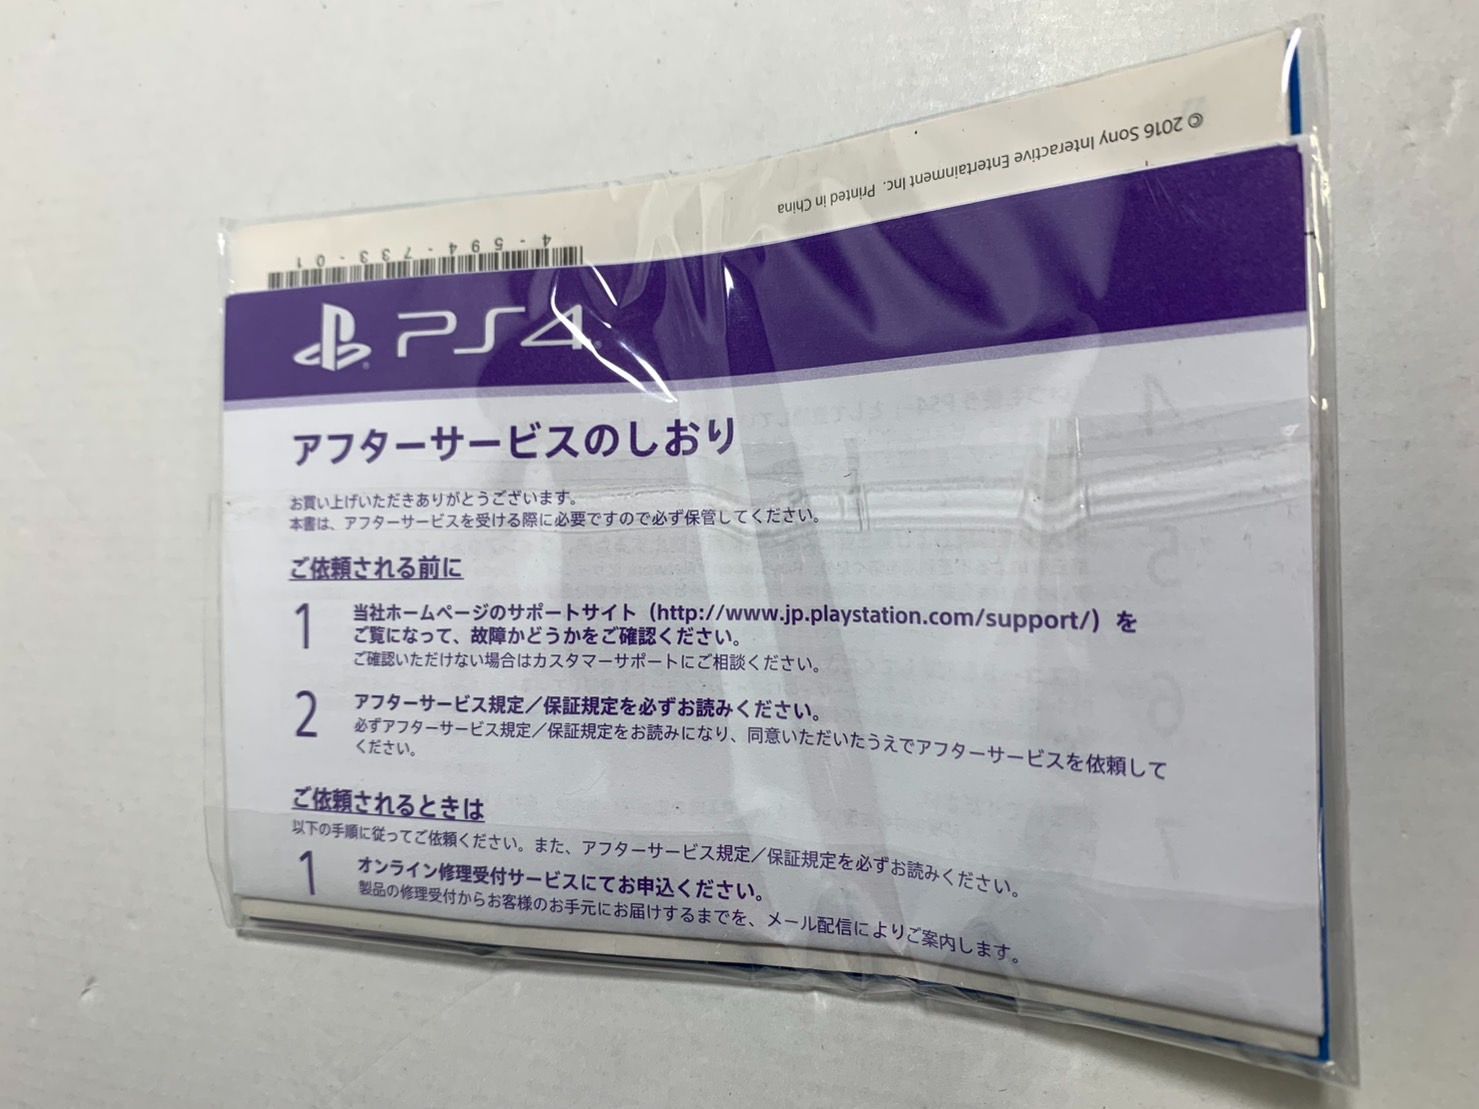 © 2016 Sony Interactive Entertainment Inc. Printed in China
4-594-733-01
PS4
アフターサービスのしおり
お買い上げいただきありがとうございます。
本書は、アフターサービスを受ける際に必要ですので必ず保管してください。
ご依頼される前に
1 当社ホームページのサポートサイト（http://www.jp.playstation.com/support/）を
ご覧になって、故障かどうかをご確認ください。
ご確認いただけない場合はカスタマーサポートにご相談ください。
2 アフターサービス規定／保証規定を必ずお読みください。
必ずアフターサービス規定／保証規定をお読みになり、同意いただいたうえでアフターサービスを依頼して
ください。
ご依頼されるときは
以下の手順に従ってご依頼ください。また、アフターサービス規定／保証規定を必ずお読みください。
1 オンライン修理受付サービスにてお申込ください。
製品の修理受付からお客様のお手元にお届けするまでを、メール配信によりご案内します。